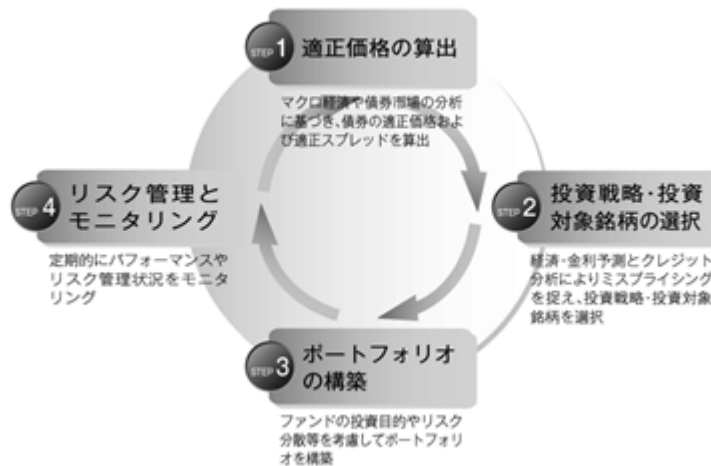 STEP 1 適正価格の算出
マクロ経済や債券市場の分析
に基づき、債券の適正価格およ
び適正スプレッドを算出
STEP 2 投資戦略・投資
対象銘柄の選択
経済・金利予測とクレジット
分析によりミスプライシング
を捉え、投資戦略・投資対象
銘柄を選択
STEP 3 ポートフォリオ
の構築
ファンドの投資目的やリスク
分散等を考慮してポートフォリ
オを構築
STEP 4 リスク管理と
モニタリング
定期的にパフォーマンスや
リスク管理状況をモニタ
リング